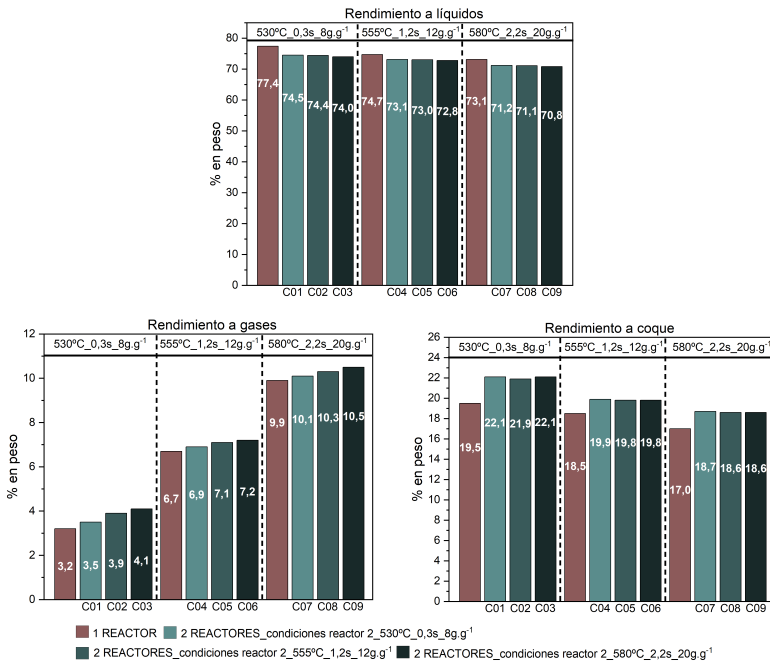 Rendimiento a líquidos
530ºC_0,3s_8g.g⁻¹ 555ºC_1,2s_12g.g⁻¹ 580ºC_2,2s_20g.g⁻¹
% en peso
80
70
60
50
40
30
20
10
0
77,4 74,5 74,4 74,0 74,7 73,1 73,0 72,8 73,1 71,2 71,1 70,8
C01 C02 C03 C04 C05 C06 C07 C08 C09
Rendimiento a gases
530ºC_0,3s_8g.g⁻¹ 555ºC_1,2s_12g.g⁻¹ 580ºC_2,2s_20g.g⁻¹
% en peso
12
10
8
6
4
2
0
3,2 3,5 3,9 4,1 6,7 6,9 7,1 7,2 9,9 10,1 10,3 10,5
C01 C02 C03 C04 C05 C06 C07 C08 C09
Rendimiento a coque
530ºC_0,3s_8g.g⁻¹ 555ºC_1,2s_12g.g⁻¹ 580ºC_2,2s_20g.g⁻¹
% en peso
26
24
22
20
18
16
14
12
10
8
6
4
2
0
19,5 22,1 21,9 22,1 18,5 19,9 19,8 19,8 17,0 18,7 18,6 18,6
C01 C02 C03 C04 C05 C06 C07 C08 C09
1 REACTOR 2 REACTORES_condiciones reactor 2_530ºC_0,3s_8g.g⁻¹
2 REACTORES_condiciones reactor 2_555ºC_1,2s_12g.g⁻¹ 2 REACTORES_condiciones reactor 2_580ºC_2,2s_20g.g⁻¹